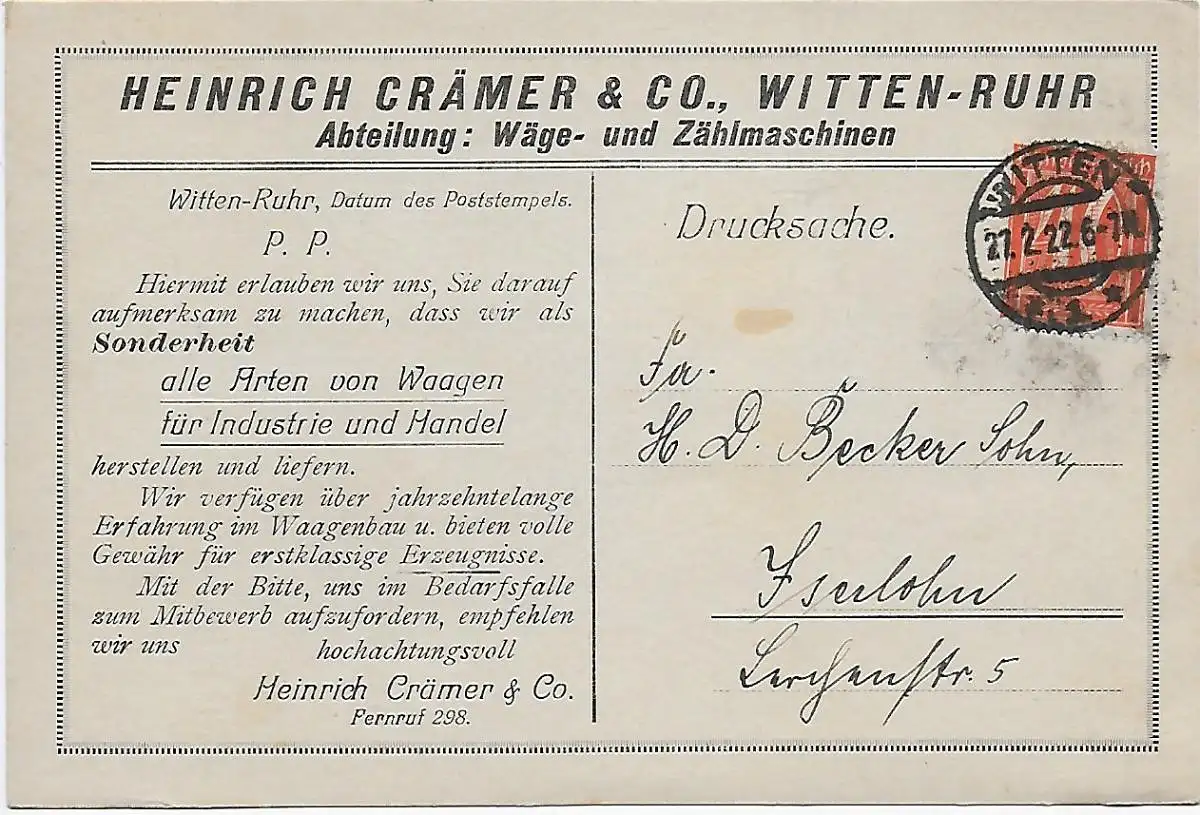 HEINRICH CRÄMER & CO., WITTEN-RUHR
Abteilung: Wäge- und Zählmaschinen
Witten-Ruhr, Datum des Poststempels.
P. P.
Hiermit erlauben wir uns, Sie darauf
aufmerksam zu machen, dass wir als
Sonderheit
alle Arten von Waagen
für Industrie und Handel
herstellen und liefern.
Wir verfügen über jahrzehntelange
Erfahrung im Waagenbau u. bieten volle
Gewähr für erstklassige Erzeugnisse.
Mit der Bitte, uns im Bedarfsfalle
zum Mitbewerb aufzufordern, empfehlen
wir uns hochachtungsvoll
Heinrich Crämer & Co.
Fernruf 298.
Drucksache.
WITTEN
27.2.22.6-7N
40
Fa.
H. D. Becker Sohn,
Iserlohn
Lerchenstr. 5